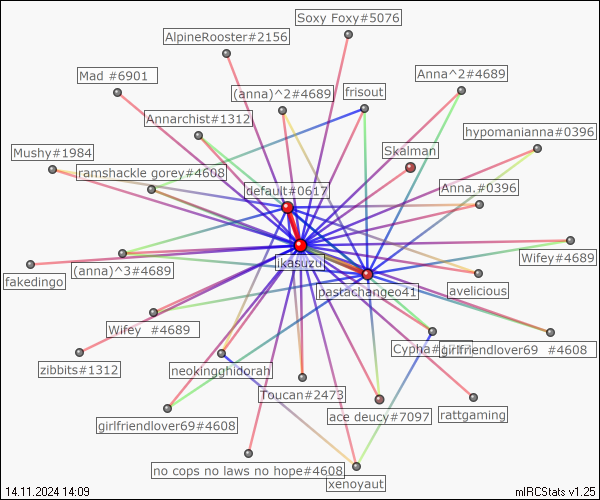 Soxy Foxy#5076
AlpineRooster#2156
Mad #6901
Anna^2#4689
(anna)^2#4689
frisout
Annarchist#1312
hypomanianna#0396
Skalman
Mushy#1984
ramshackle gorey#4608
default#0617
Anna.#0396
Ikasuzu
Wifey#4689
(anna)^3#4689
fakedingo
pastachangeo41
avelicious
Wifey #4689
Cypha#
girlfriendlover69 #4608
zibbits#1312
neokingghidorah
Toucan#2473
ace deucy#7097
rattgaming
girlfriendlover69#4608
no cops no laws no hope#4608
xenoyaut
14.11.2024 14:09
mIRCStats v1.25